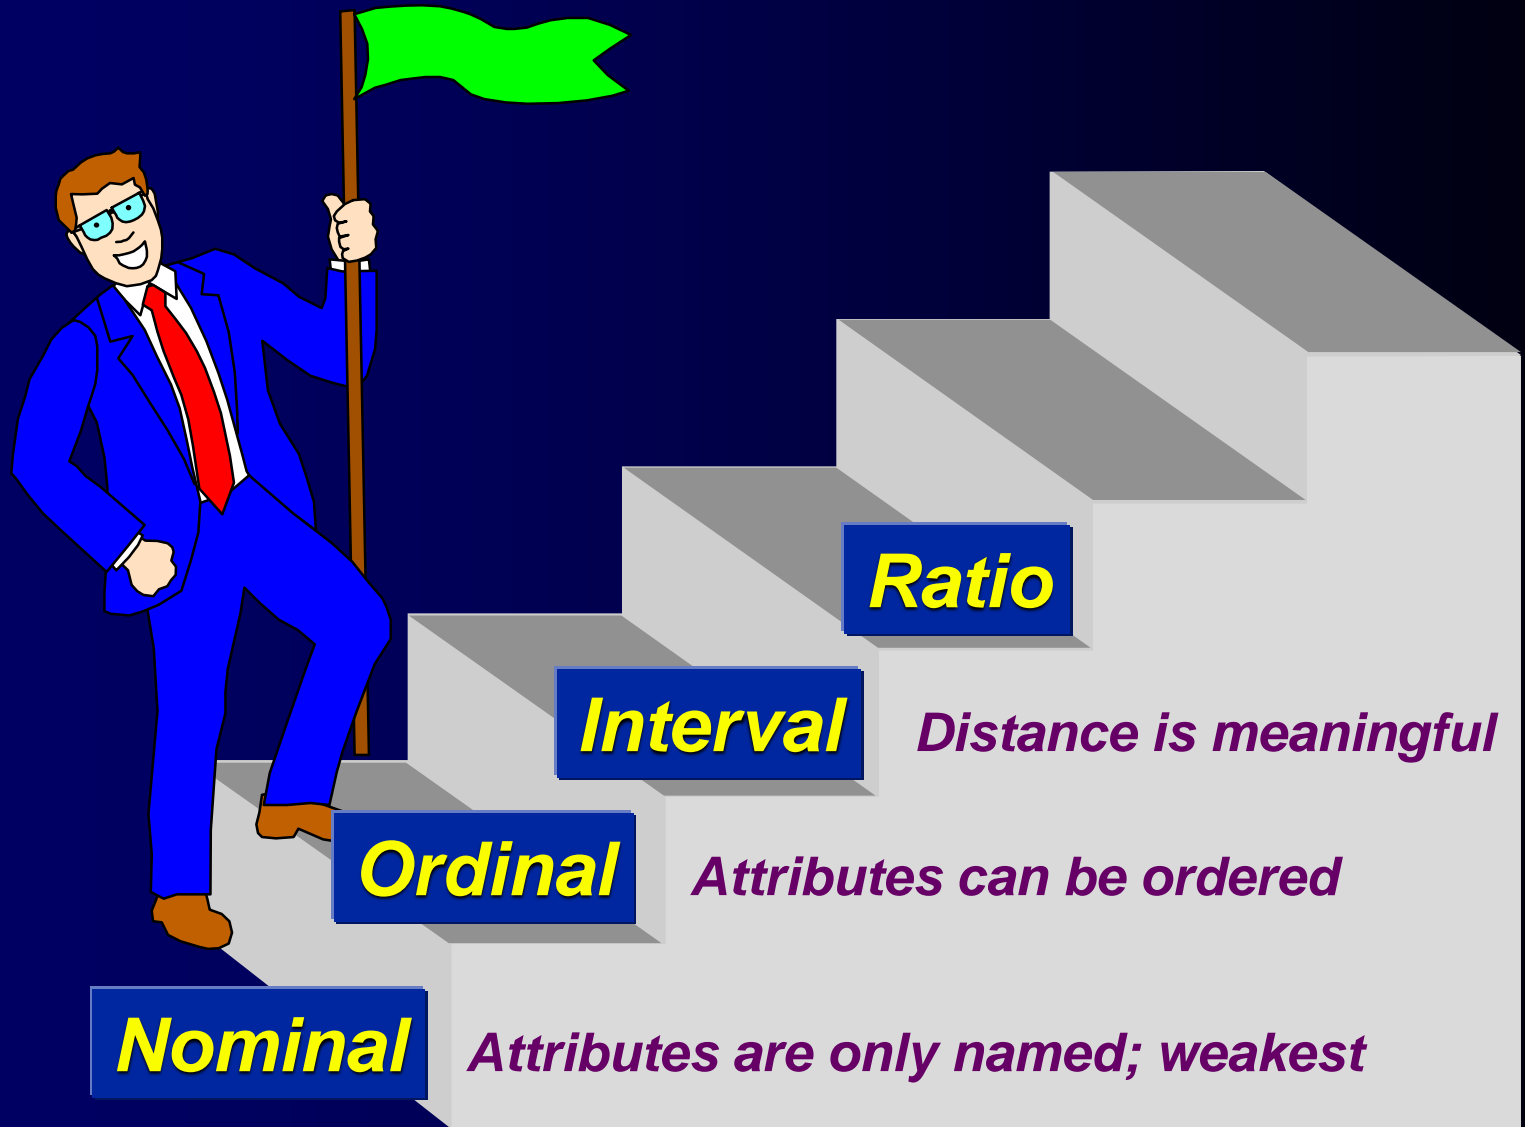 Ratio
Interval
Distance is meaningful
Ordinal
Attributes can be ordered
Nominal
Attributes are only named; weakest